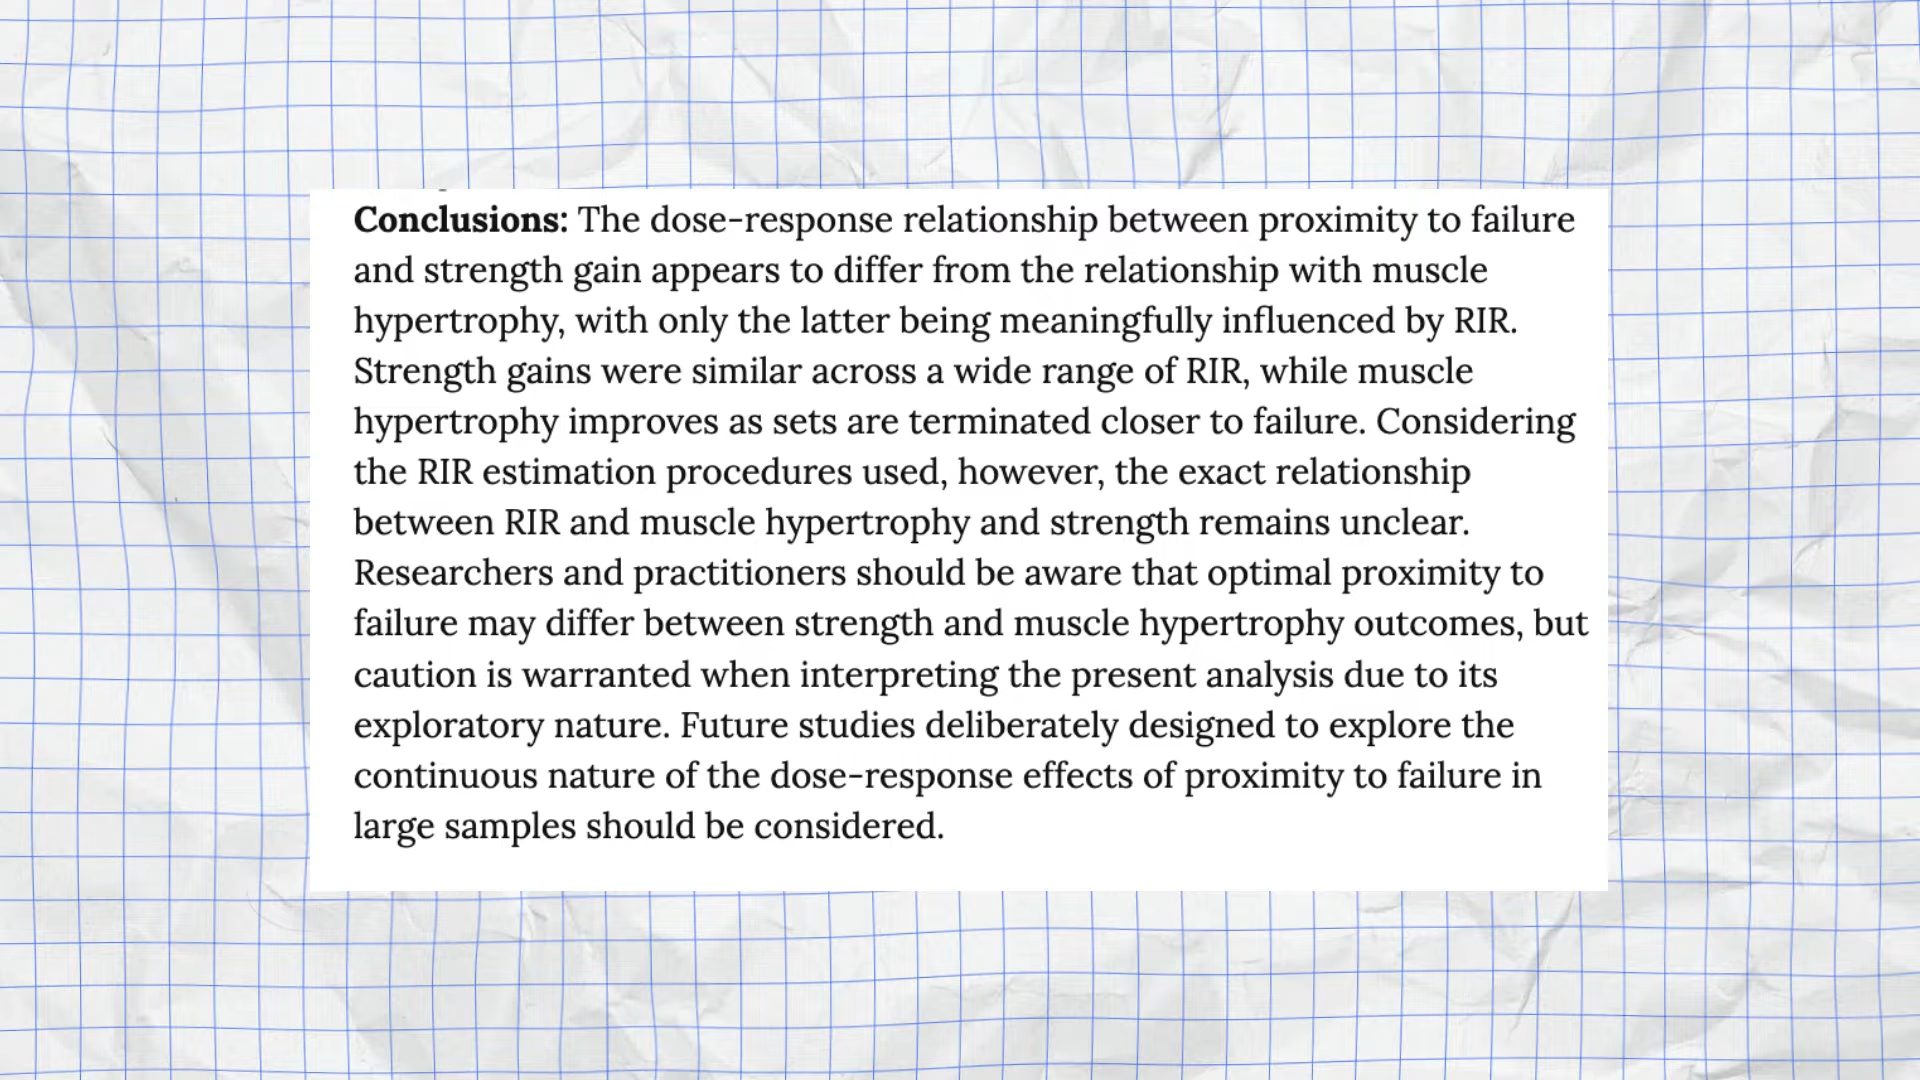 Conclusions: The dose-response relationship between proximity to failure
and strength gain appears to differ from the relationship with muscle
hypertrophy, with only the latter being meaningfully influenced by RIR.
Strength gains were similar across a wide range of RIR, while muscle
hypertrophy improves as sets are terminated closer to failure. Considering
the RIR estimation procedures used, however, the exact relationship
between RIR and muscle hypertrophy and strength remains unclear.
Researchers and practitioners should be aware that optimal proximity to
failure may differ between strength and muscle hypertrophy outcomes, but
caution is warranted when interpreting the present analysis due to its
exploratory nature. Future studies deliberately designed to explore the
continuous nature of the dose-response effects of proximity to failure in
large samples should be considered.